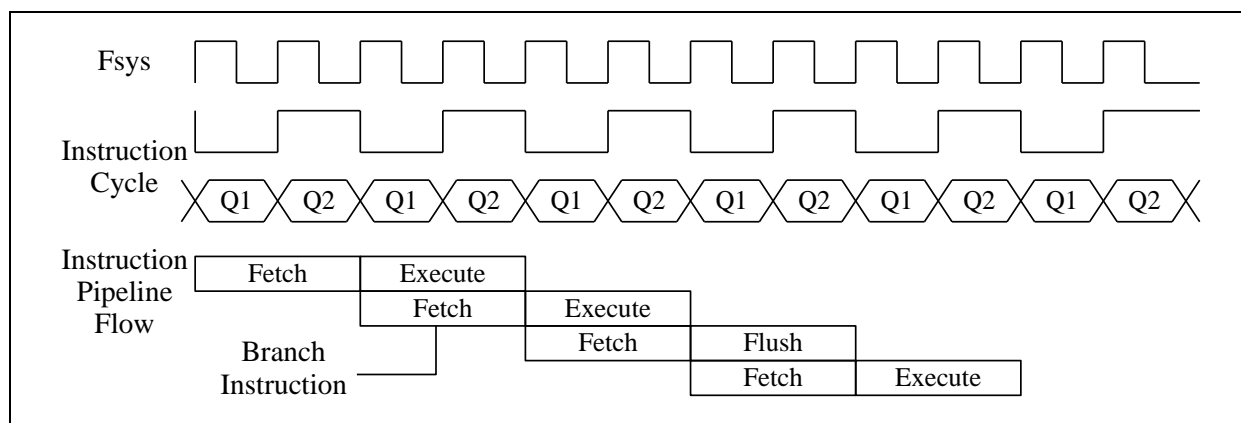 Fsys
Instruction
Cycle
Q1 Q2 Q1 Q2 Q1 Q2 Q1 Q2 Q1 Q2 Q1 Q2
Instruction
Pipeline
Flow
Fetch Execute
Fetch Execute
Fetch Flush
Fetch Execute
Branch
Instruction